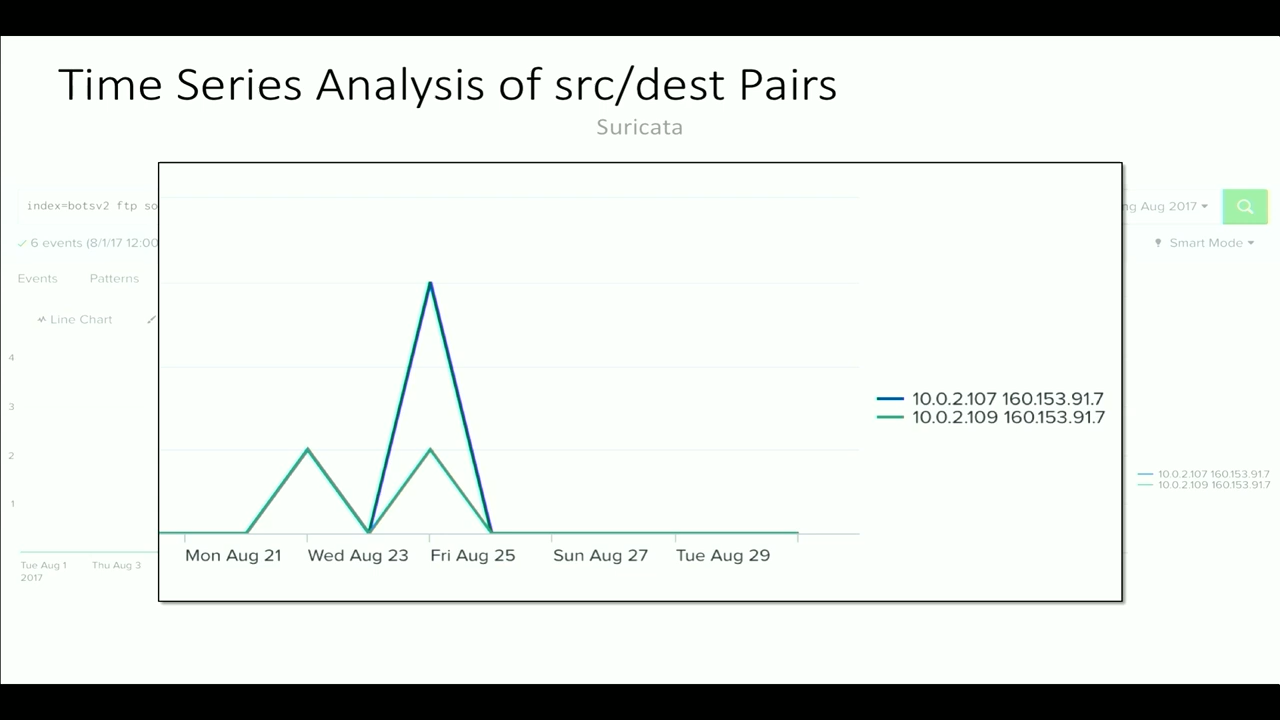 Time Series Analysis of src/dest Pairs
Suricata
index=botsv2 ftp so
ng Aug 2017
6 events (8/1/17 12:00
Smart Mode
Events Patterns
Line Chart
4
3
2
1
10.0.2.107 160.153.91.7
10.0.2.109 160.153.91.7
10.0.2.107 160.153.91.7
10.0.2.109 160.153.91.7
Mon Aug 21 Wed Aug 23 Fri Aug 25 Sun Aug 27 Tue Aug 29
Tue Aug 1 Thu Aug 3
2017